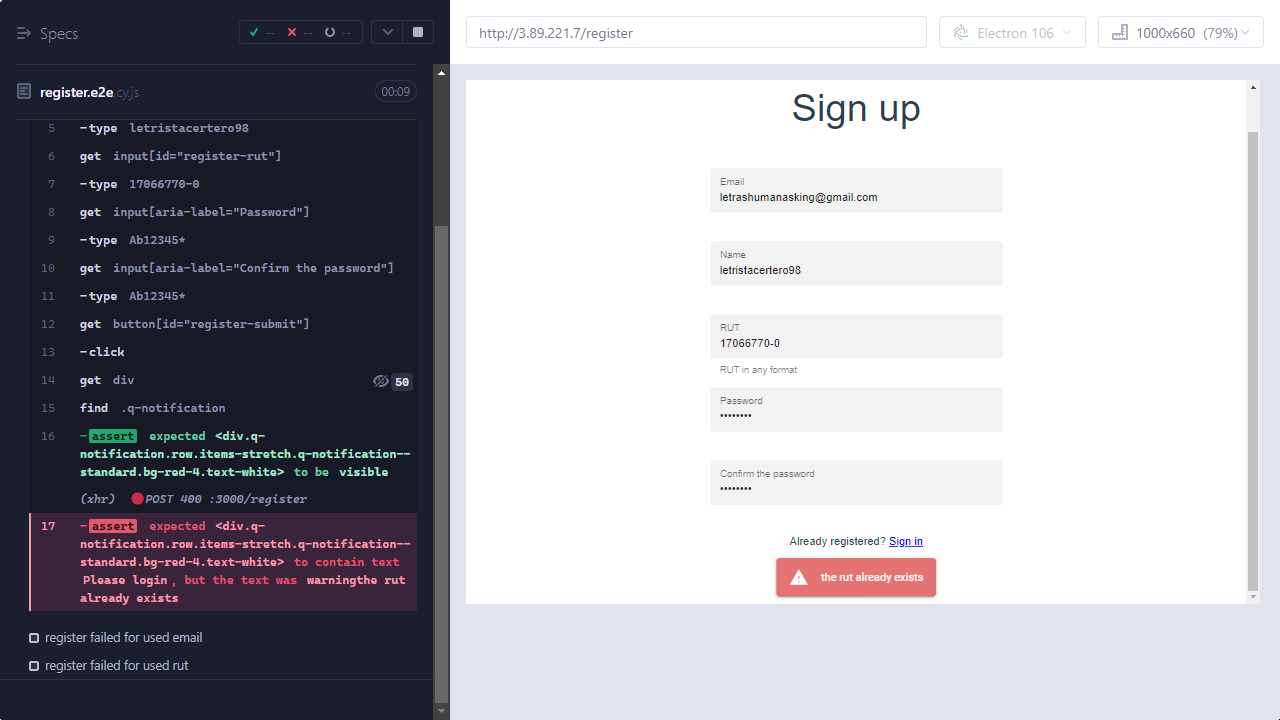 Specs
-- -- --
register.e2e.cy.js 00:09
5 -type letristacertero98
6 get input[id="register-rut"]
7 -type 17066770-0
8 get input[aria-label="Password"]
9 -type Ab12345*
10 get input[aria-label="Confirm the password"]
11 -type Ab12345*
12 get button[id="register-submit"]
13 -click
14 get div 50
15 find .q-notification
16 -assert expected <div.q-
notification.row.items-stretch.q-notification--
standard.bg-red-4.text-white> to be visible
(xhr) POST 400 :3000/register
17 -assert expected <div.q-
notification.row.items-stretch.q-notification--
standard.bg-red-4.text-white> to contain text
Please login, but the text was warningthe rut
already exists
register failed for used email
register failed for used rut
http://3.89.221.7/register
Electron 106
1000x660 (79%)
Sign up
Email
letrashumanasking@gmail.com
Name
letristacertero98
RUT
17066770-0
RUT in any format
Password
••••••••
Confirm the password
••••••••
Already registered? Sign in
the rut already exists